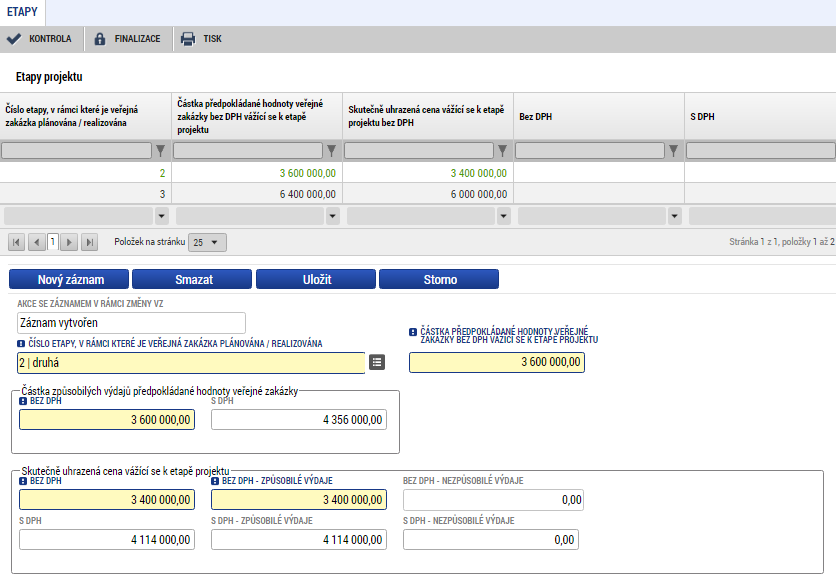 ETAPY
KONTROLA FINALIZACE TISK
Etapy projektu
Číslo etapy, v rámci které je veřejná zakázka plánována / realizována
Částka předpokládané hodnoty veřejné zakázky bez DPH vážící se k etapě projektu
Skutečně uhrazená cena vážící se k etapě projektu bez DPH
Bez DPH
S DPH
2 3 600 000,00 3 400 000,00
3 6 400 000,00 6 000 000,00
1 Položek na stránku 25 Stránka 1 z 1, položky 1 až 2
Nový záznam Smazat Uložit Storno
AKCE SE ZÁZNAMEM V RÁMCI ZMĚNY VZ
Záznam vytvořen
ČÍSLO ETAPY, V RÁMCI KTERÉ JE VEŘEJNÁ ZAKÁZKA PLÁNOVÁNA / REALIZOVÁNA
2 | druhá
ČÁSTKA PŘEDPOKLÁDANÉ HODNOTY VEŘEJNÉ
ZAKÁZKY BEZ DPH VÁŽÍCÍ SE K ETAPĚ PROJEKTU
3 600 000,00
Částka způsobilých výdajů předpokládané hodnoty veřejné zakázky
BEZ DPH S DPH
3 600 000,00 4 356 000,00
Skutečně uhrazená cena vážící se k etapě projektu
BEZ DPH BEZ DPH - ZPŮSOBILÉ VÝDAJE BEZ DPH - NEZPŮSOBILÉ VÝDAJE
3 400 000,00 3 400 000,00 0,00
S DPH S DPH - ZPŮSOBILÉ VÝDAJE S DPH - NEZPŮSOBILÉ VÝDAJE
4 114 000,00 4 114 000,00 0,00